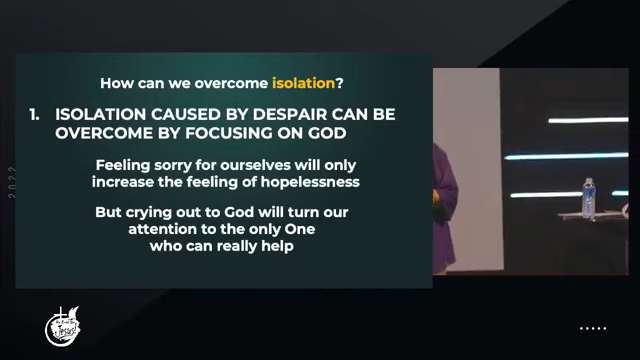 How can we overcome isolation?
1. ISOLATION CAUSED BY DESPAIR CAN BE
OVERCOME BY FOCUSING ON GOD
Feeling sorry for ourselves will only
increase the feeling of hopelessness
But crying out to God will turn our
attention to the only One
who can really help
2022
Jesus